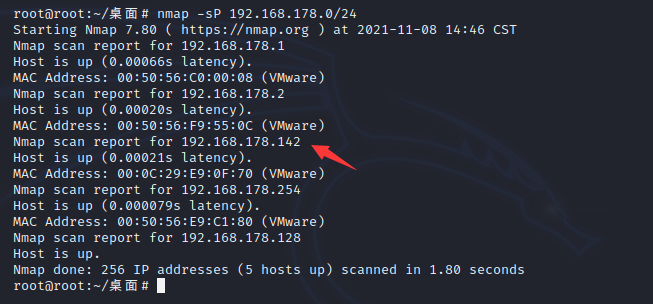 root@root:~/桌面# nmap -sP 192.168.178.0/24
Starting Nmap 7.80 ( https://nmap.org ) at 2021-11-08 14:46 CST
Nmap scan report for 192.168.178.1
Host is up (0.00066s latency).
MAC Address: 00:50:56:C0:00:08 (VMware)
Nmap scan report for 192.168.178.2
Host is up (0.00020s latency).
MAC Address: 00:50:56:F9:55:0C (VMware)
Nmap scan report for 192.168.178.142
Host is up (0.00021s latency).
MAC Address: 00:0C:29:E9:0F:70 (VMware)
Nmap scan report for 192.168.178.254
Host is up (0.000079s latency).
MAC Address: 00:50:56:E9:C1:80 (VMware)
Nmap scan report for 192.168.178.128
Host is up.
Nmap done: 256 IP addresses (5 hosts up) scanned in 1.80 seconds
root@root:~/桌面#